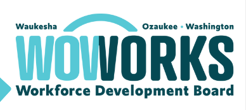 Waukesha Ozaukee · Washington
WOWORKS
Workforce Development Board